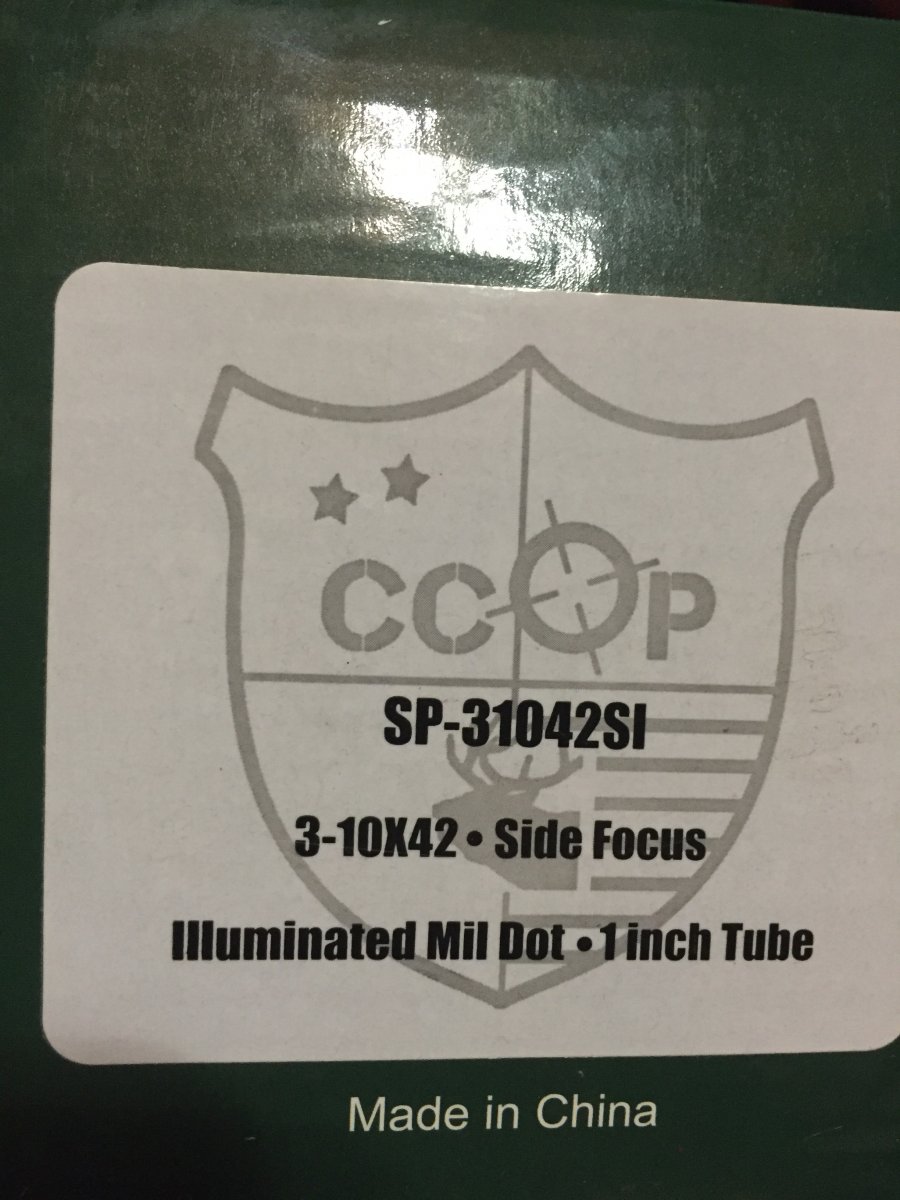 CCOP
SP-31042SI
3-10X42 • Side Focus
Illuminated Mil Dot • 1 inch Tube
Made in China